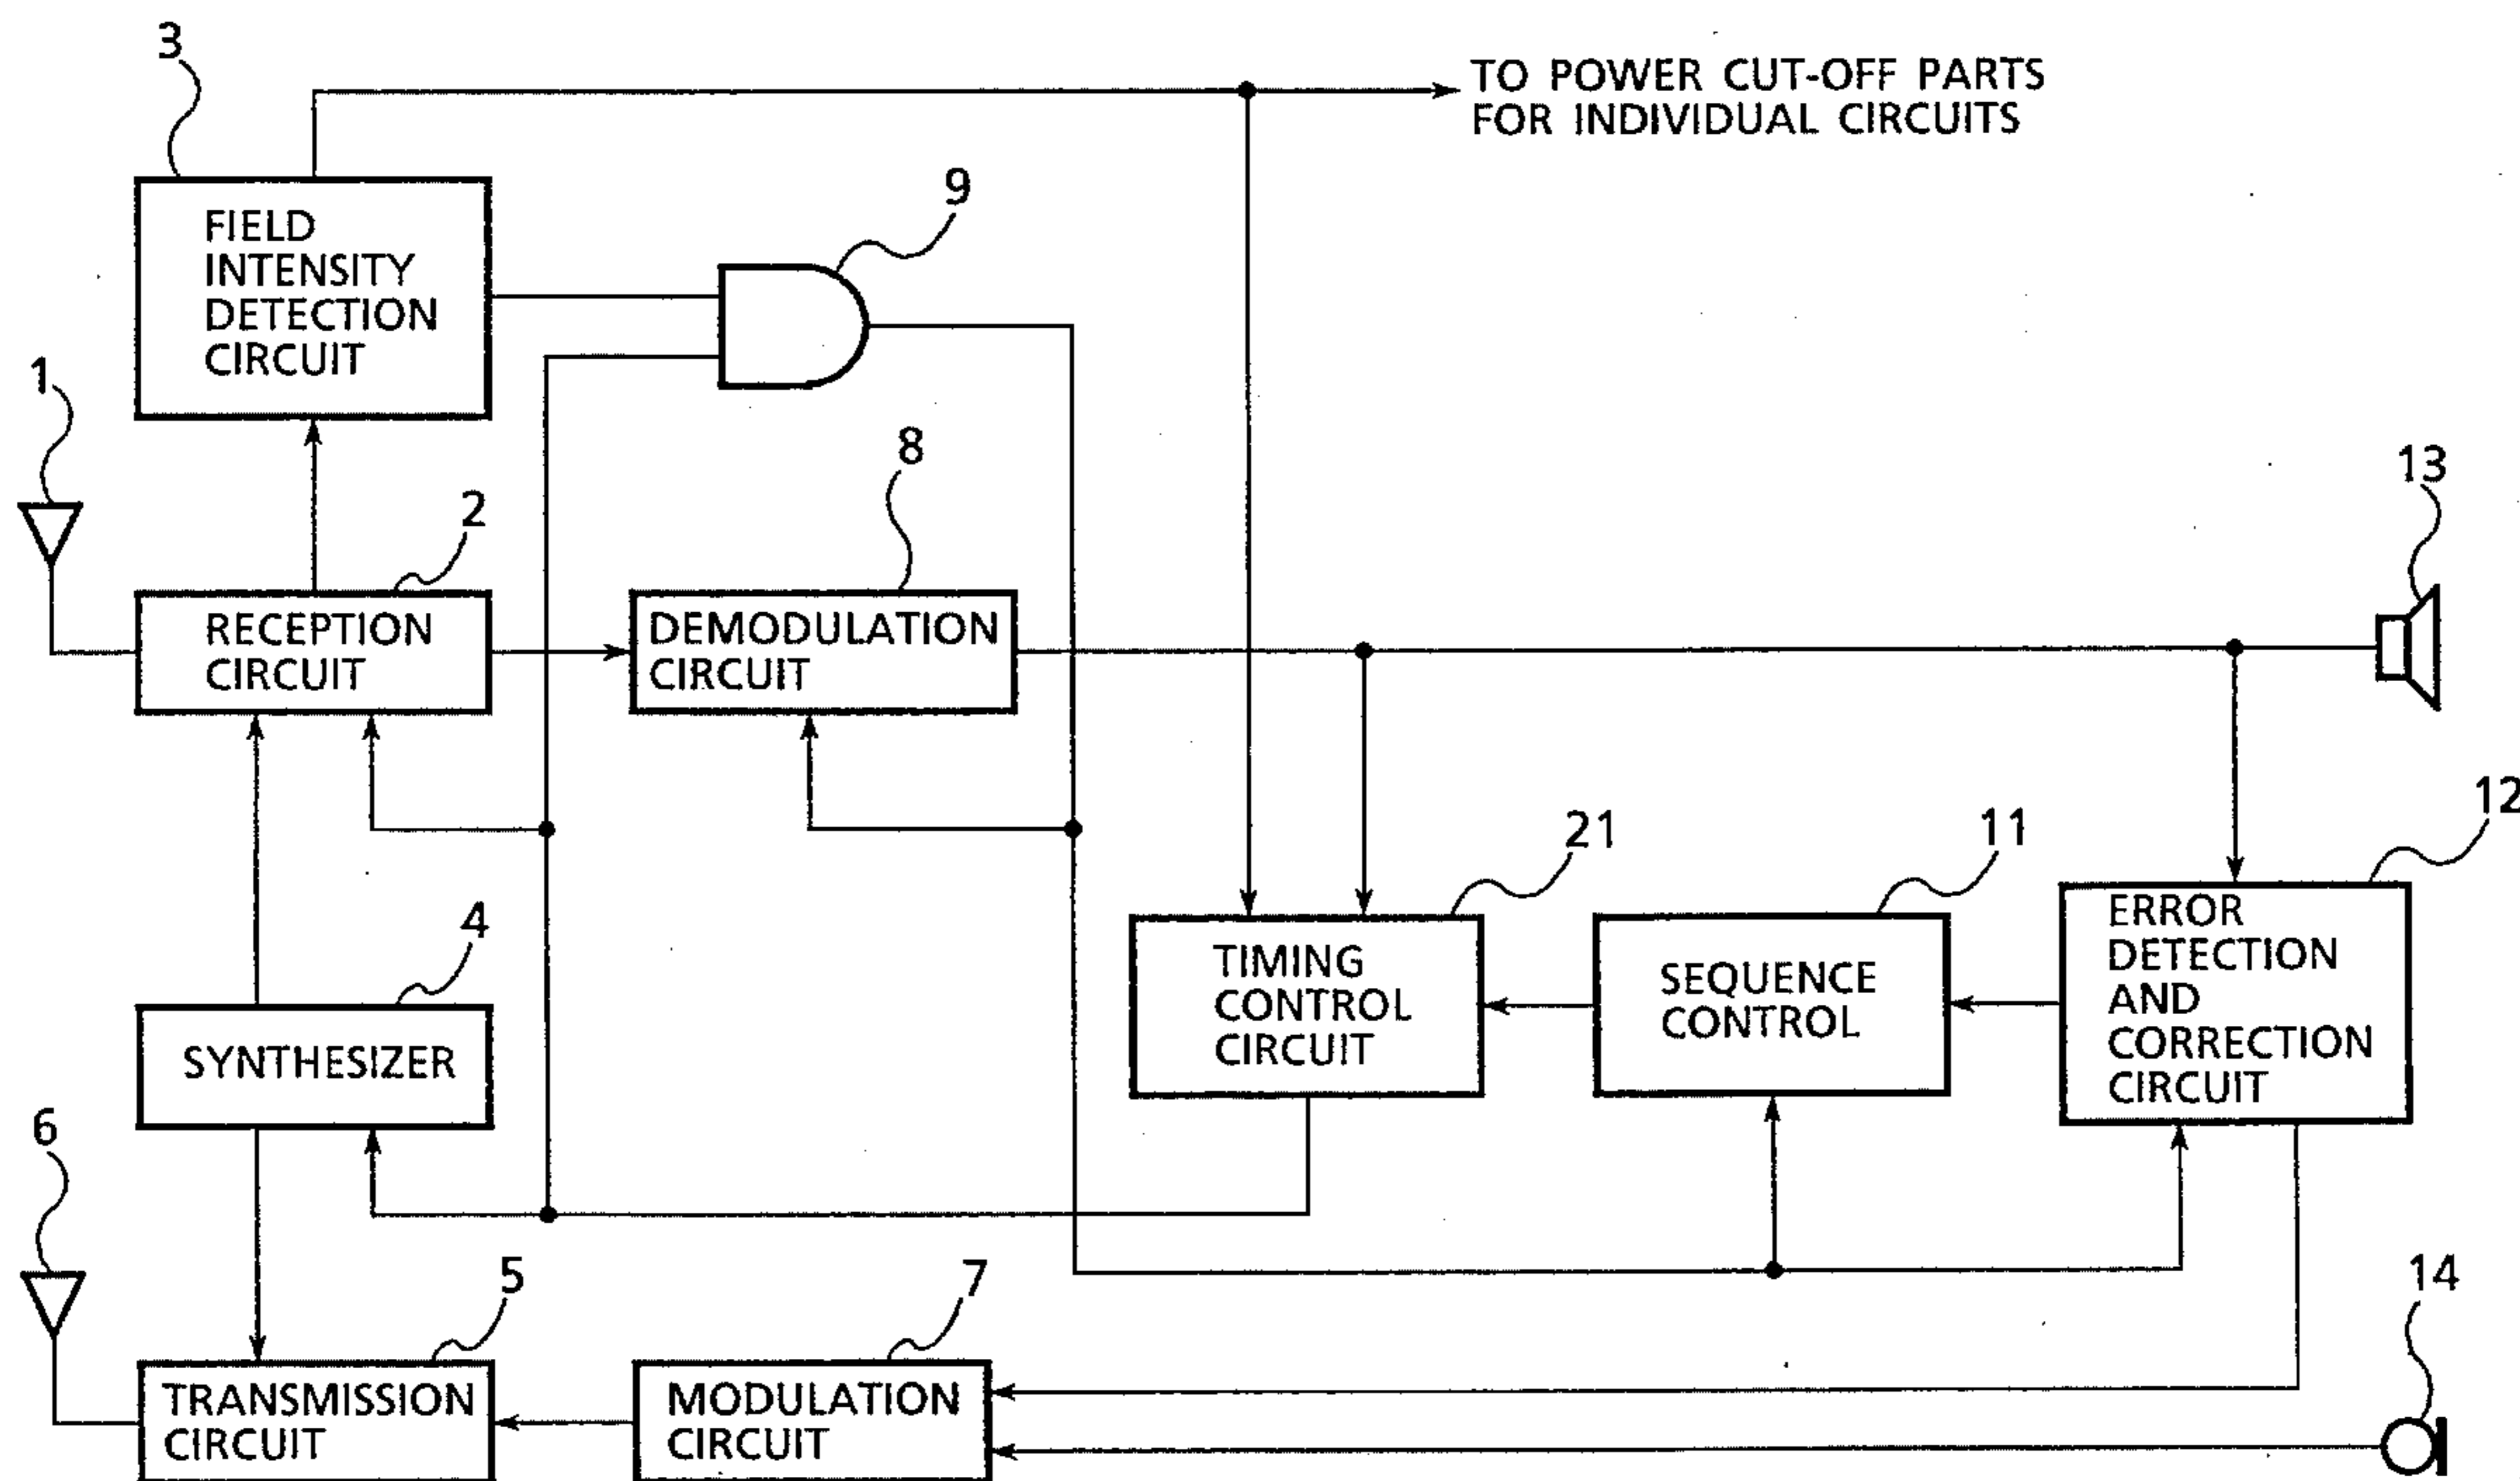 3
TO POWER CUT-OFF PARTS
FOR INDIVIDUAL CIRCUITS
FIELD
INTENSITY
DETECTION
CIRCUIT
9
1
2
8
13
RECEPTION
CIRCUIT
DEMODULATION
CIRCUIT
4
21
11
12
SYNTHESIZER
TIMING
CONTROL
CIRCUIT
SEQUENCE
CONTROL
ERROR
DETECTION
AND
CORRECTION
CIRCUIT
6
5
7
14
TRANSMISSION
CIRCUIT
MODULATION
CIRCUIT